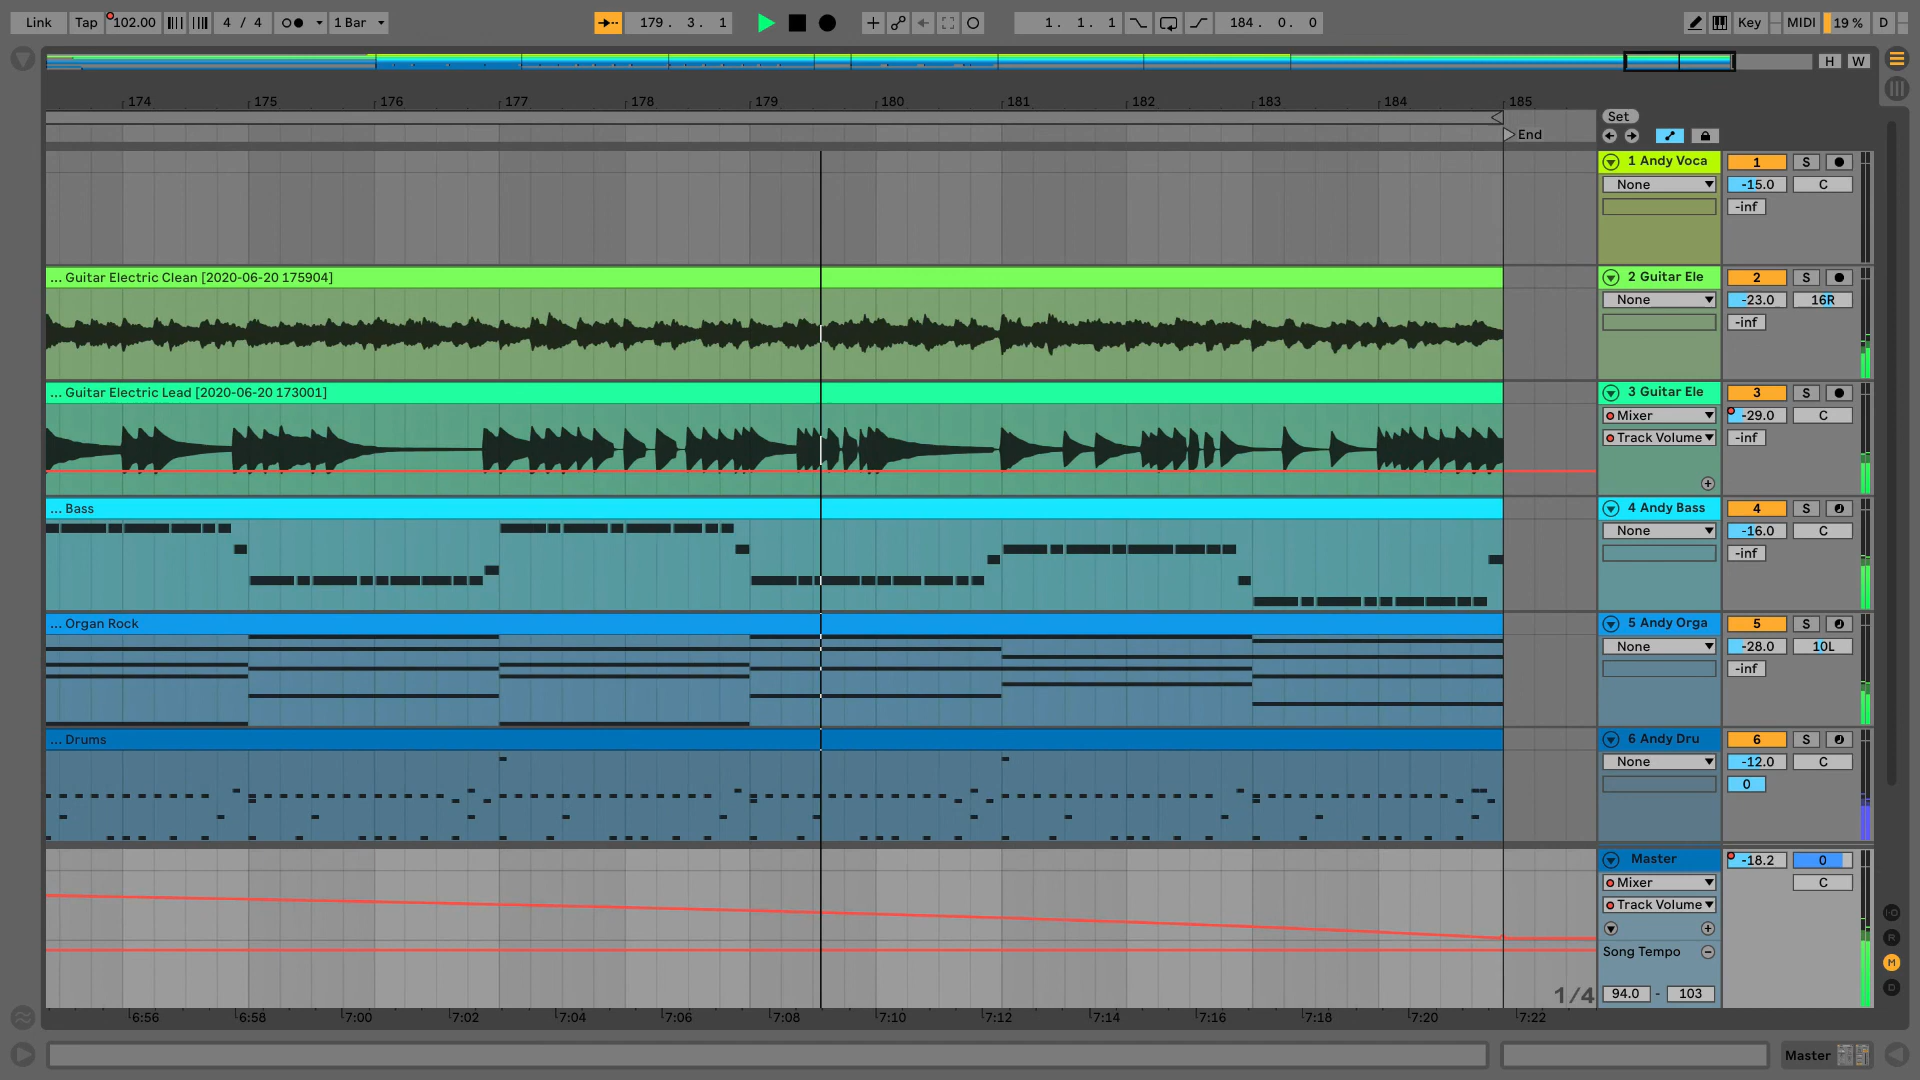 Link Tap 102.00 4 / 4 1 Bar 179. 3. 1 1. 1. 1 184. 0. 0 Key MIDI 19 % D
H W
174 175 176 177 178 179 180 181 182 183 184 185
Set
End
1 Andy Voca 1 S
None -15.0 C
-inf
... Guitar Electric Clean [2020-06-20 175904] 2 Guitar Ele 2 S
None -23.0 16R
-inf
... Guitar Electric Lead [2020-06-20 173001] 3 Guitar Ele 3 S
Mixer -29.0 C
Track Volume -inf
... Bass 4 Andy Bass 4 S
None -16.0 C
-inf
... Organ Rock 5 Andy Orga 5 S
None -28.0 10L
-inf
... Drums 6 Andy Dru 6 S
None -12.0 C
0
Master -18.2 0
Mixer C
Track Volume
Song Tempo
1/4 94.0 - 103
I·O
R
M
D
6:56 6:58 7:00 7:02 7:04 7:06 7:08 7:10 7:12 7:14 7:16 7:18 7:20 7:22
Master